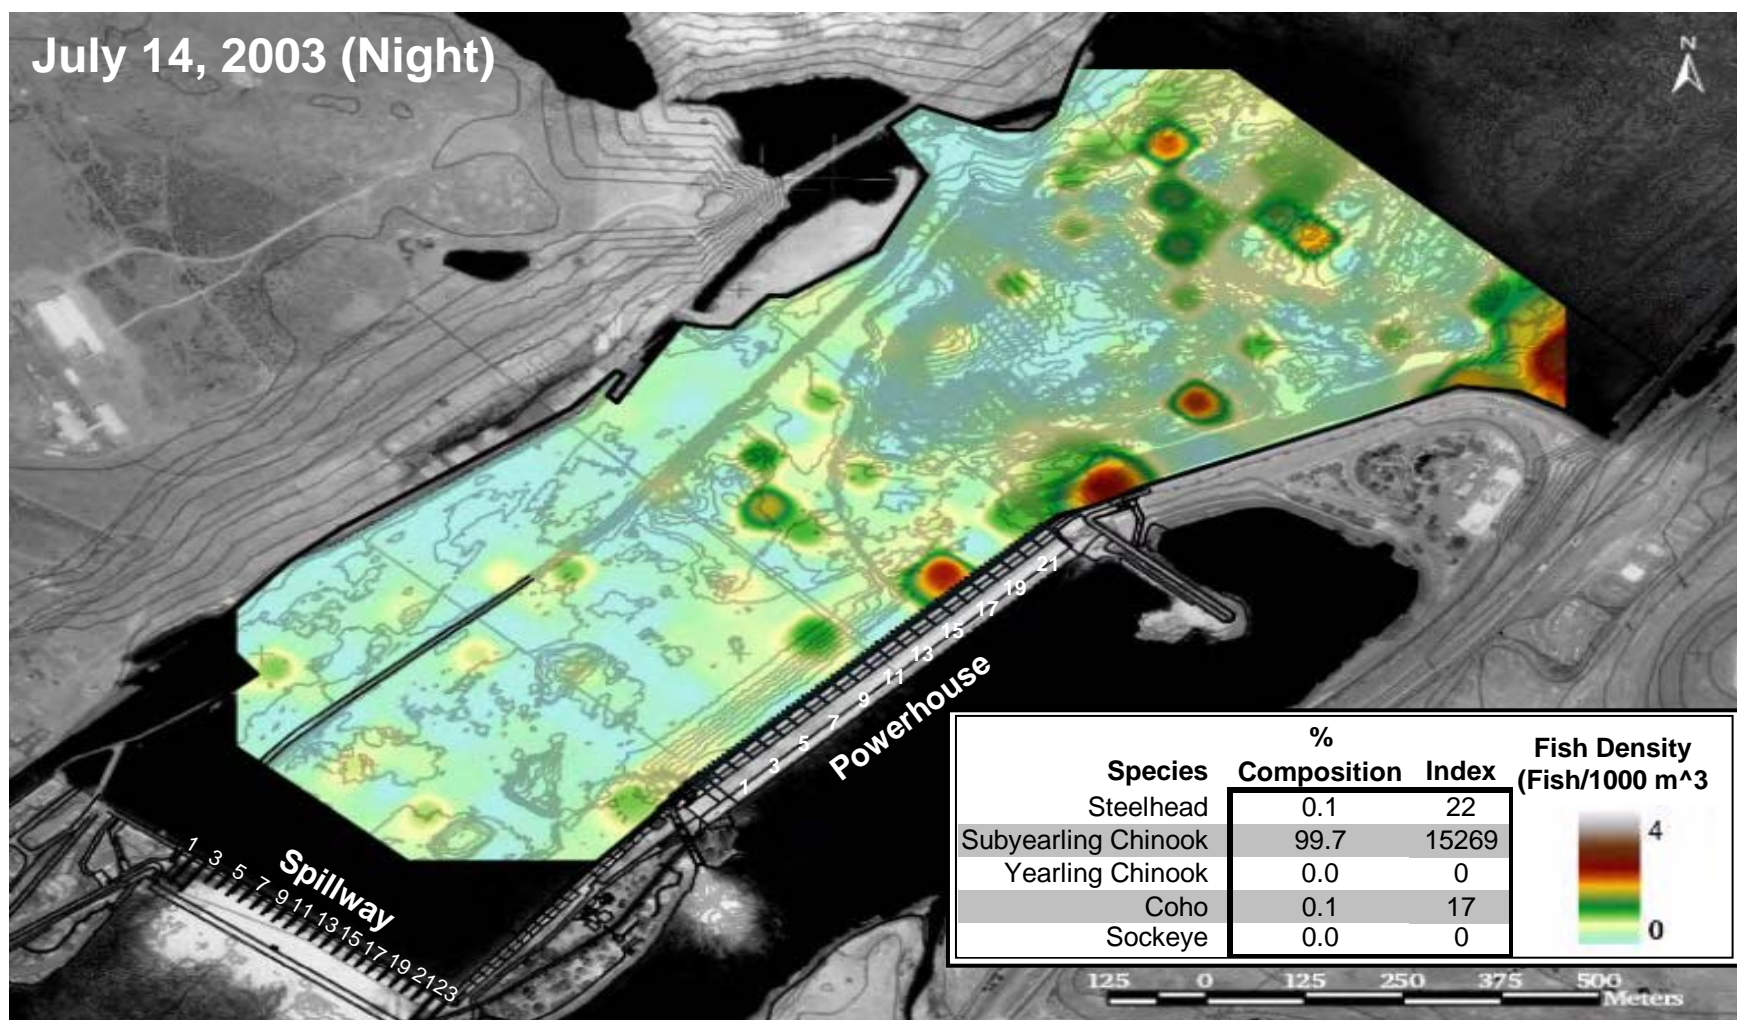 July 14, 2003 (Night)
N
21
19
17
15
13
11
9
7
5
3
1
Powerhouse
Spillway
1
3
5
7
9
11
13
15
17
19
21
23
% Fish Density
Species Composition Index (Fish/1000 m^3
Steelhead 0.1 22
Subyearling Chinook 99.7 15269
Yearling Chinook 0.0 0
Coho 0.1 17
Sockeye 0.0 0
4
0
125 0 125 250 375 500
Meters